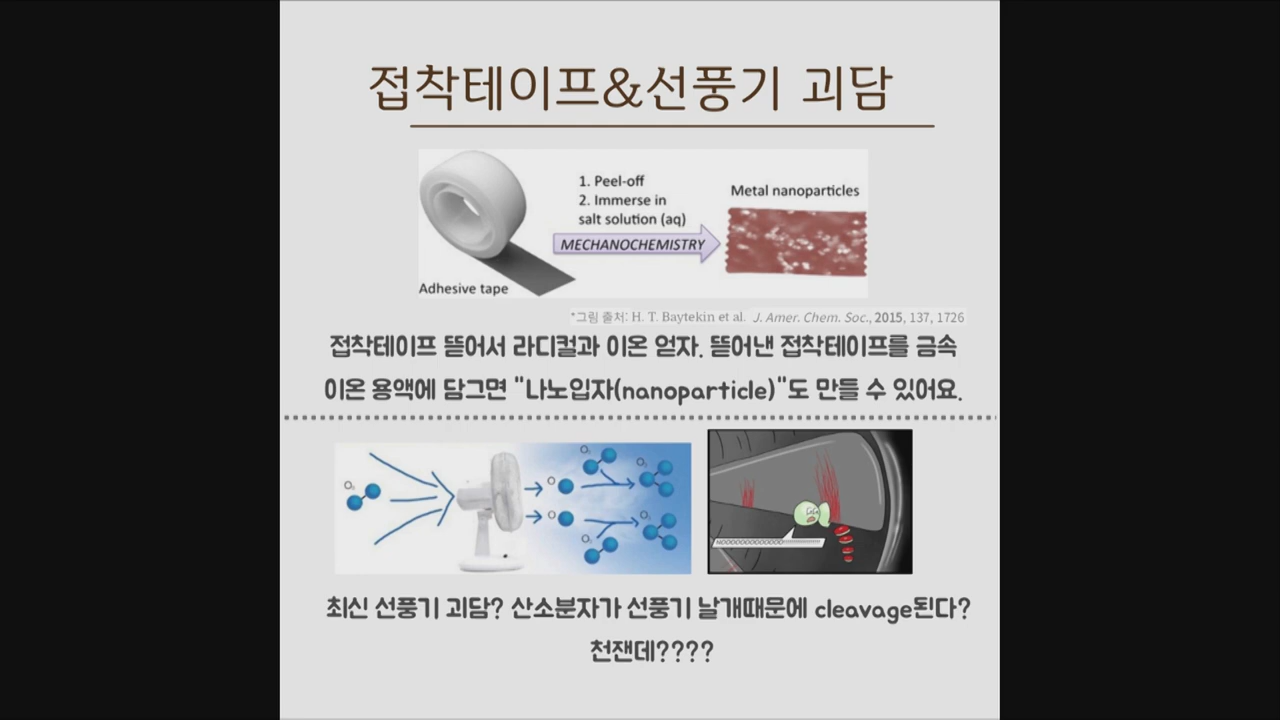 접착테이프&선풍기 괴담
1. Peel-off
2. Immerse in
salt solution (aq)
MECHANOCHEMISTRY
Adhesive tape
Metal nanoparticles
*그림 출처: H. T. Baytekin et al. J. Amer. Chem. Soc., 2015, 137, 1726
접착테이프 뜯어서 라디컬과 이온 얻자. 뜯어낸 접착테이프를 금속
이온 용액에 담그면 "나노입자(nanoparticle)"도 만들 수 있어요.
O₂
O
O
O₂
O₂
O₃
O₃
최신 선풍기 괴담? 산소분자가 선풍기 날개때문에 cleavage된다?
천잰데????